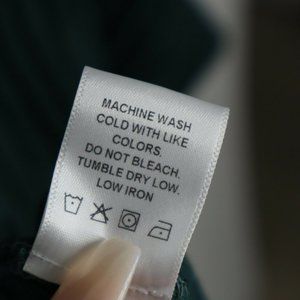 MACHINE WASH
COLD WITH LIKE
COLORS.
DO NOT BLEACH.
TUMBLE DRY LOW.
LOW IRON